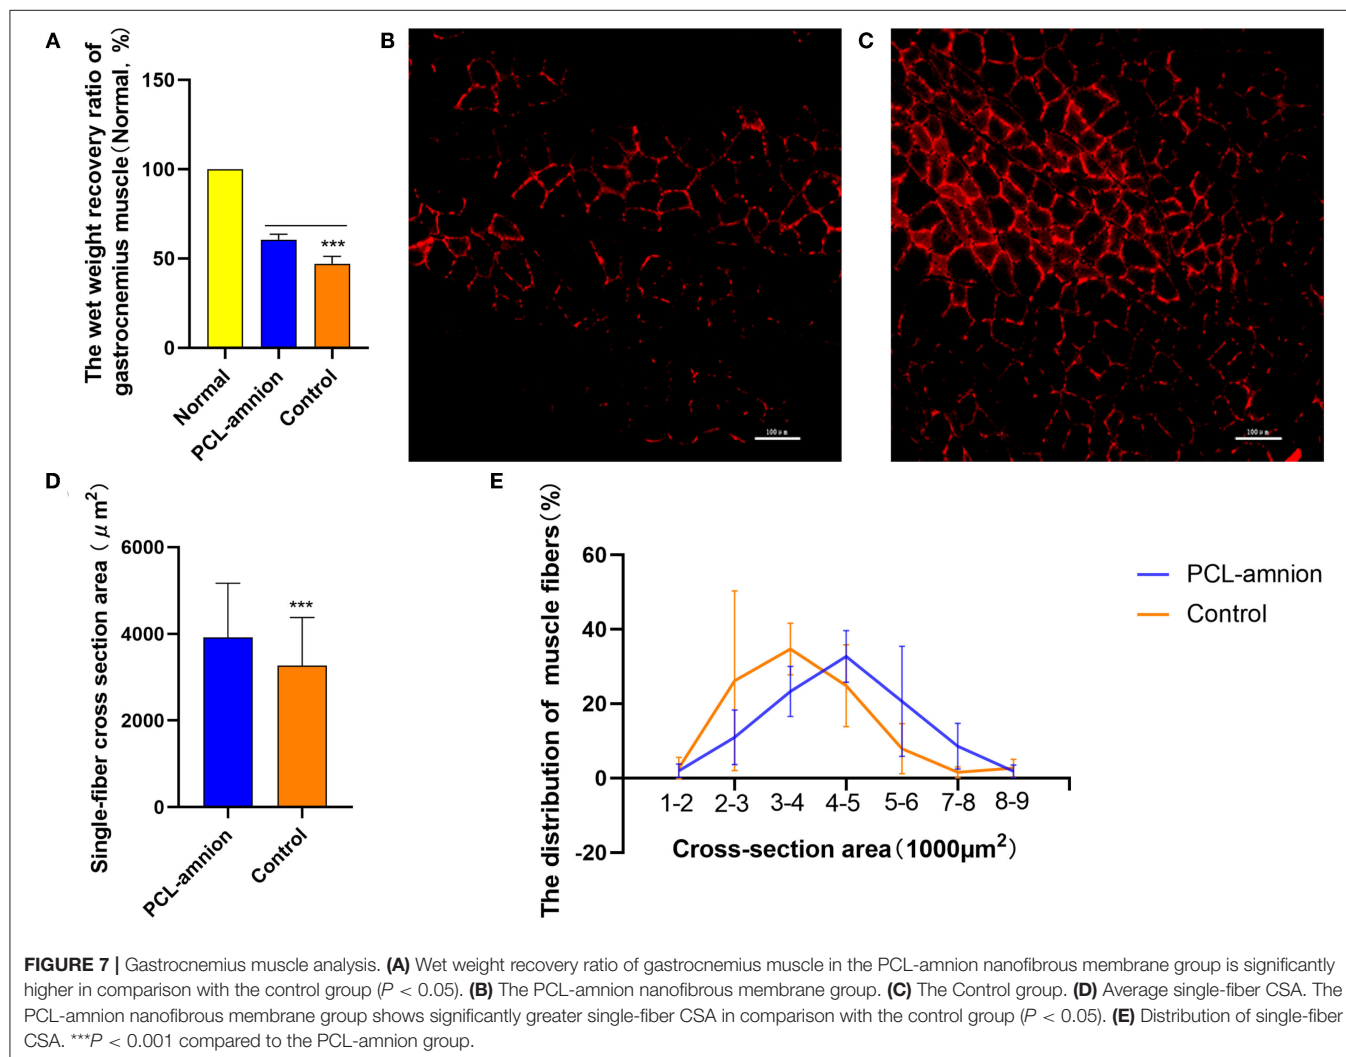 A
The wet weight recovery ratio of
gastrocnemius muscle(Normal, %)
150
100
50
0
***
Normal
PCL-amnion
Control
B
100μm
C
100μm
D
Single-fiber cross section area(μm²)
6000
4000
2000
0
***
PCL-amnion
Control
E
The distribution of muscle fibers(%)
60
40
20
0
-20
1-2 2-3 3-4 4-5 5-6 7-8 8-9
Cross-section area(1000μm²)
PCL-amnion
Control
FIGURE 7 | Gastrocnemius muscle analysis. (A) Wet weight recovery ratio of gastrocnemius muscle in the PCL-amnion nanofibrous membrane group is significantly
higher in comparison with the control group (P < 0.05). (B) The PCL-amnion nanofibrous membrane group. (C) The Control group. (D) Average single-fiber CSA. The
PCL-amnion nanofibrous membrane group shows significantly greater single-fiber CSA in comparison with the control group (P < 0.05). (E) Distribution of single-fiber
CSA. ***P < 0.001 compared to the PCL-amnion group.